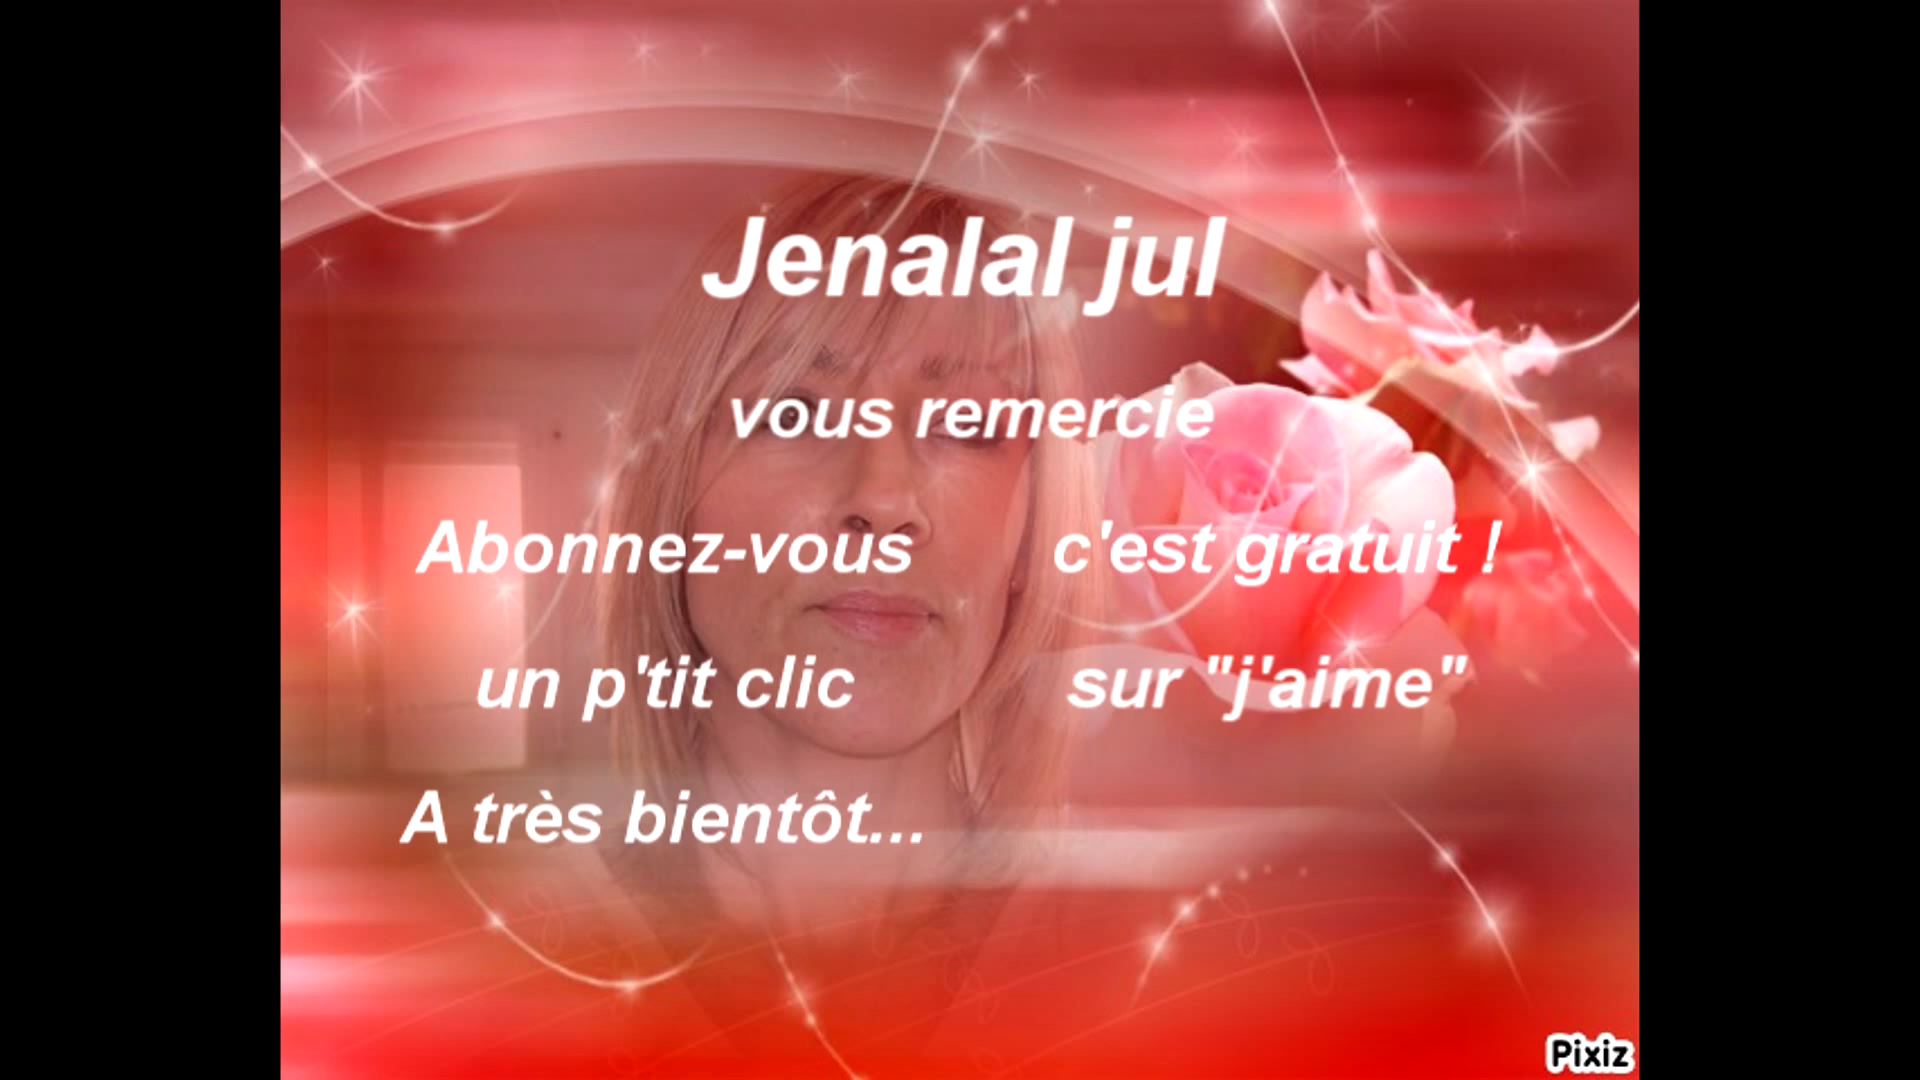 Jenalal jul
vous remercie
Abonnez-vous c'est gratuit !
un p'tit clic sur "j'aime"
A très bientôt...
Pixiz